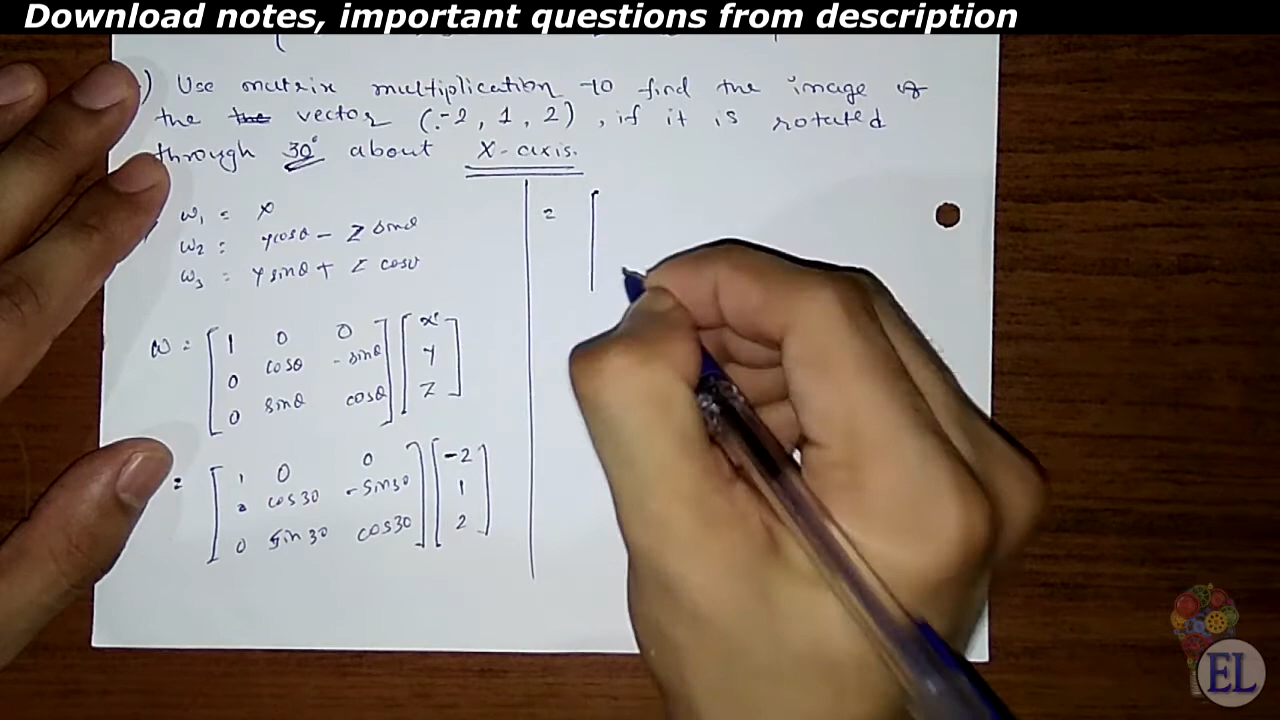 Download notes, important questions from description
Use matrix multiplication to find the image of
the the vector (-2, 1, 2), if it is rotated
through 30° about X-axis.
w₁ = x
w₂ = y cosθ - z sinθ
w₃ = y sinθ + z cosθ
w = [ 1 0 0 ] [ x ]
0 cosθ -sinθ y
0 sinθ cosθ z
= [ 1 0 0 ] [ -2 ]
0 cos30 -sin30 1
0 sin30 cos30 2
= [
EL